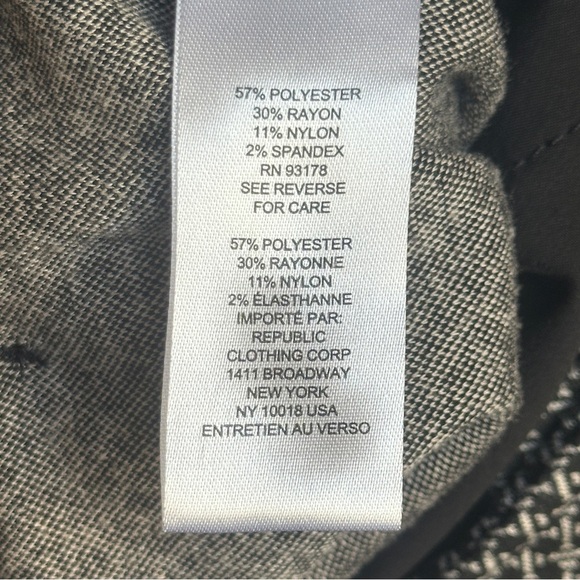 57% POLYESTER
30% RAYON
11% NYLON
2% SPANDEX
RN 93178
SEE REVERSE
FOR CARE
57% POLYESTER
30% RAYONNE
11% NYLON
2% ÉLASTHANNE
IMPORTÉ PAR:
REPUBLIC
CLOTHING CORP
1411 BROADWAY
NEW YORK
NY 10018 USA
ENTRETIEN AU VERSO